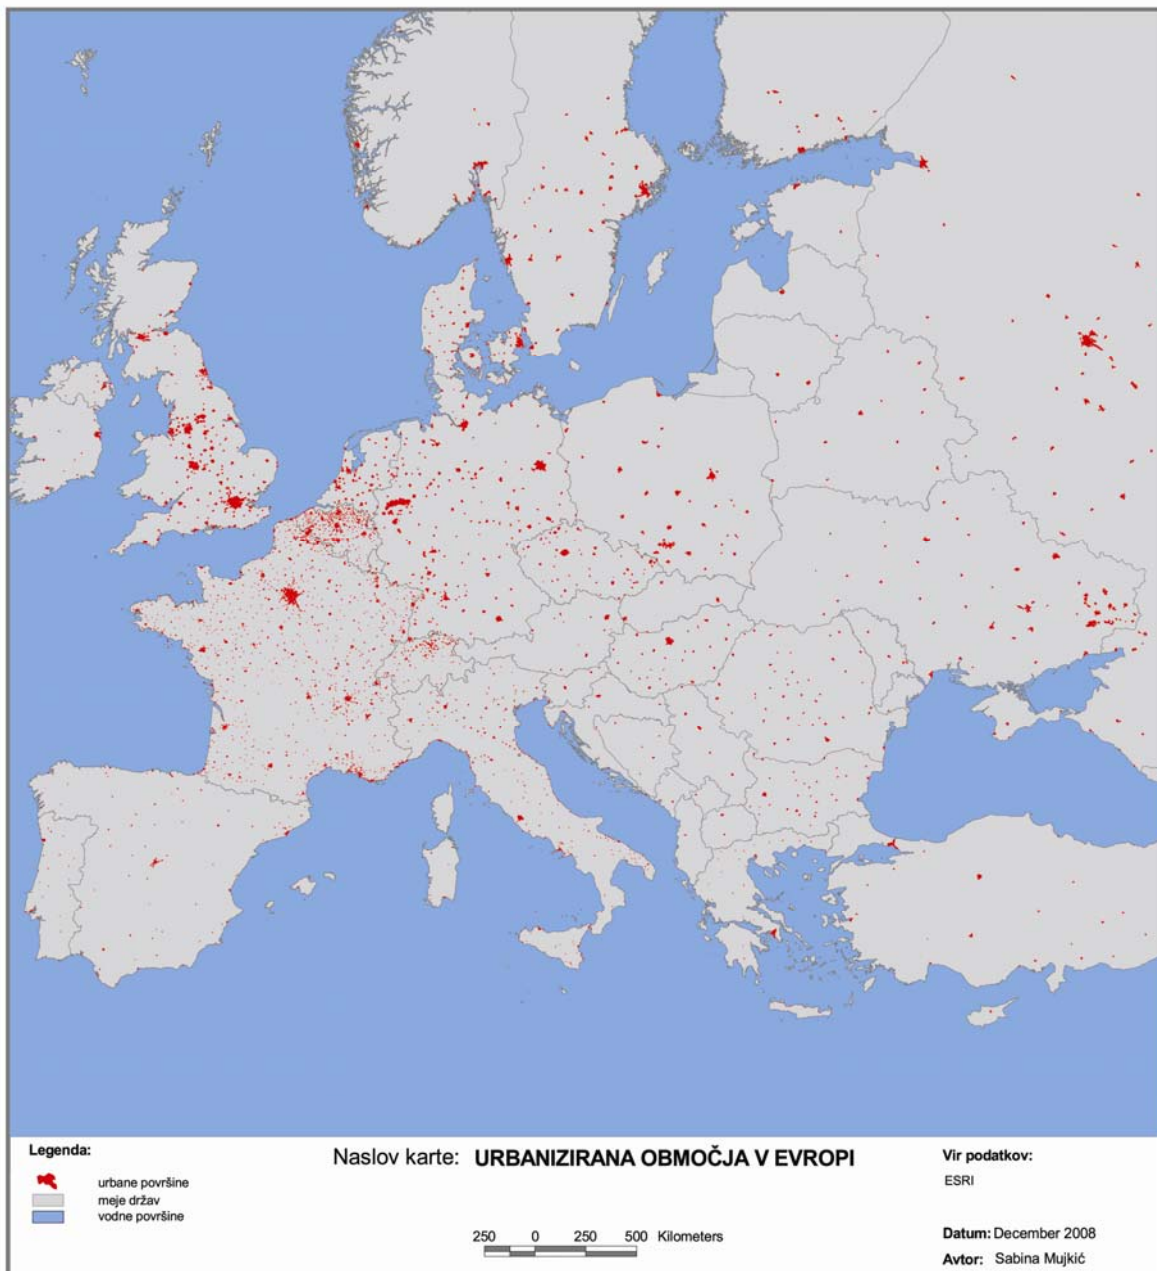 Legenda:
urbane površine
meje držav
vodne površine
Naslov karte: URBANIZIRANA OBMOČJA V EVROPI
250 0 250 500 Kilometers
Vir podatkov:
ESRI
Datum: December 2008
Avtor: Sabina Mujkić